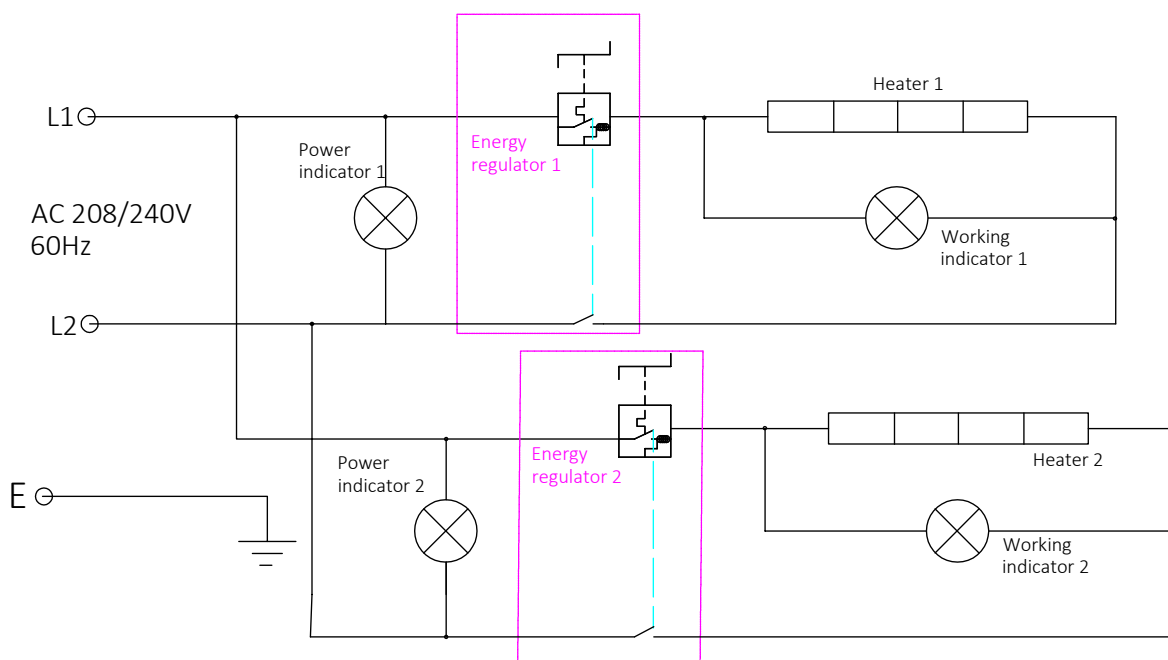 Heater 1
L1
Energy
regulator 1
Power
indicator 1
AC 208/240V
60Hz
Working
indicator 1
L2
Heater 2
Energy
regulator 2
Power
indicator 2
E
Working
indicator 2